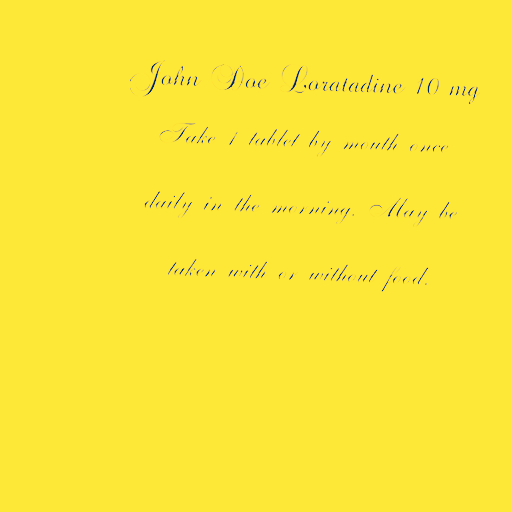 John Doe Loratadine 10 mg
Take 1 tablet by mouth once
daily in the morning. May be
taken with or without food.